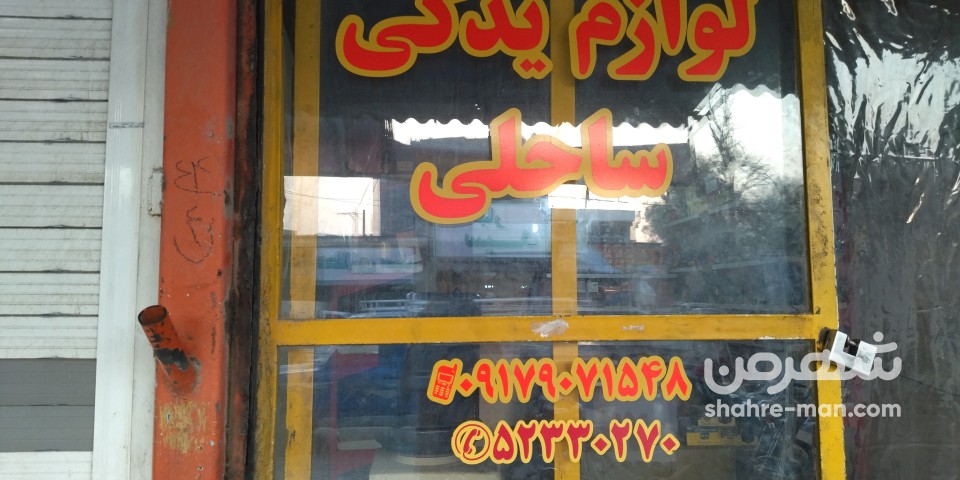 لوازم یدکی
ساحلی
۰۹۱۷۹۰۷۱۵۴۸
۵۲۳۳۰۲۷۰
شهرمن
shahre-man.com